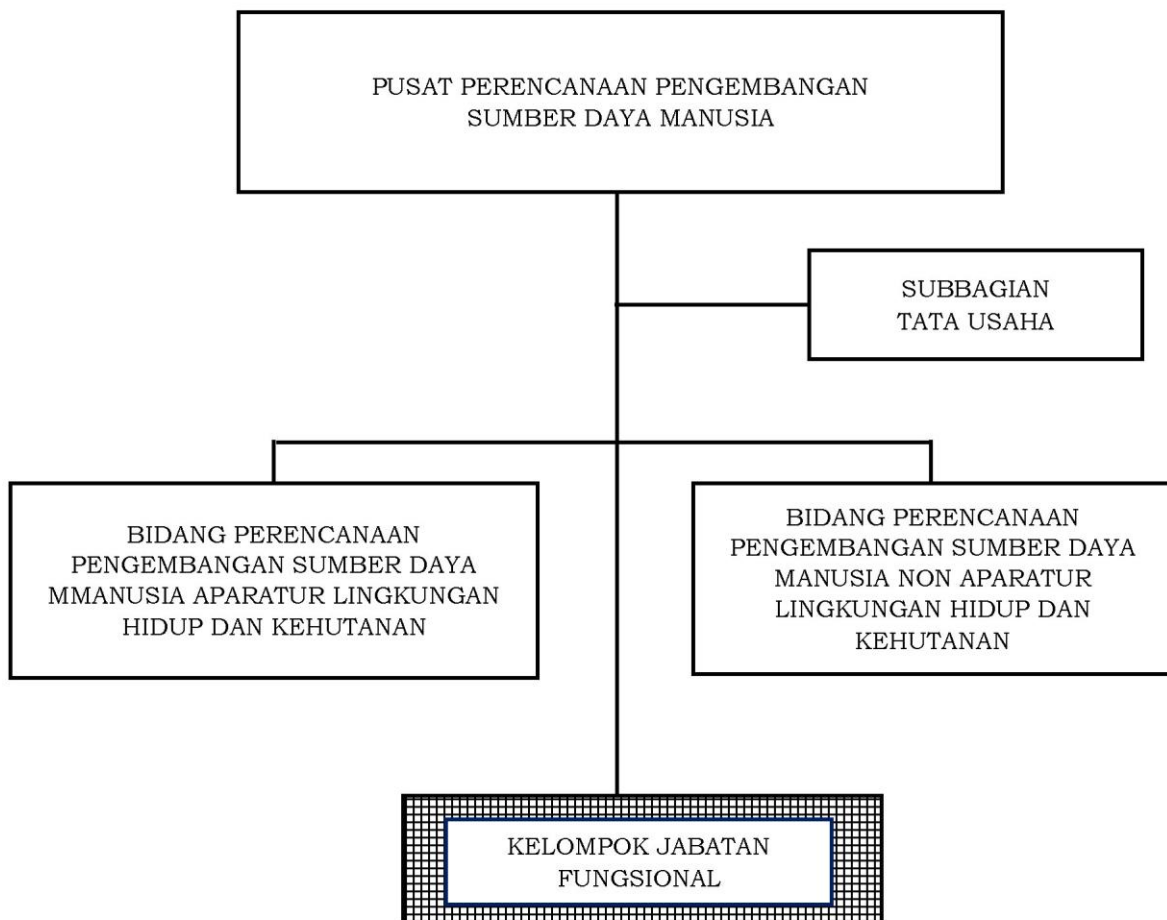 PUSAT PERENCANAAN PENGEMBANGAN
SUMBER DAYA MANUSIA
SUBBAGIAN
TATA USAHA
BIDANG PERENCANAAN
PENGEMBANGAN SUMBER DAYA
MMANUSIA APARATUR LINGKUNGAN
HIDUP DAN KEHUTANAN
BIDANG PERENCANAAN
PENGEMBANGAN SUMBER DAYA
MANUSIA NON APARATUR
LINGKUNGAN HIDUP DAN
KEHUTANAN
KELOMPOK JABATAN
FUNGSIONAL